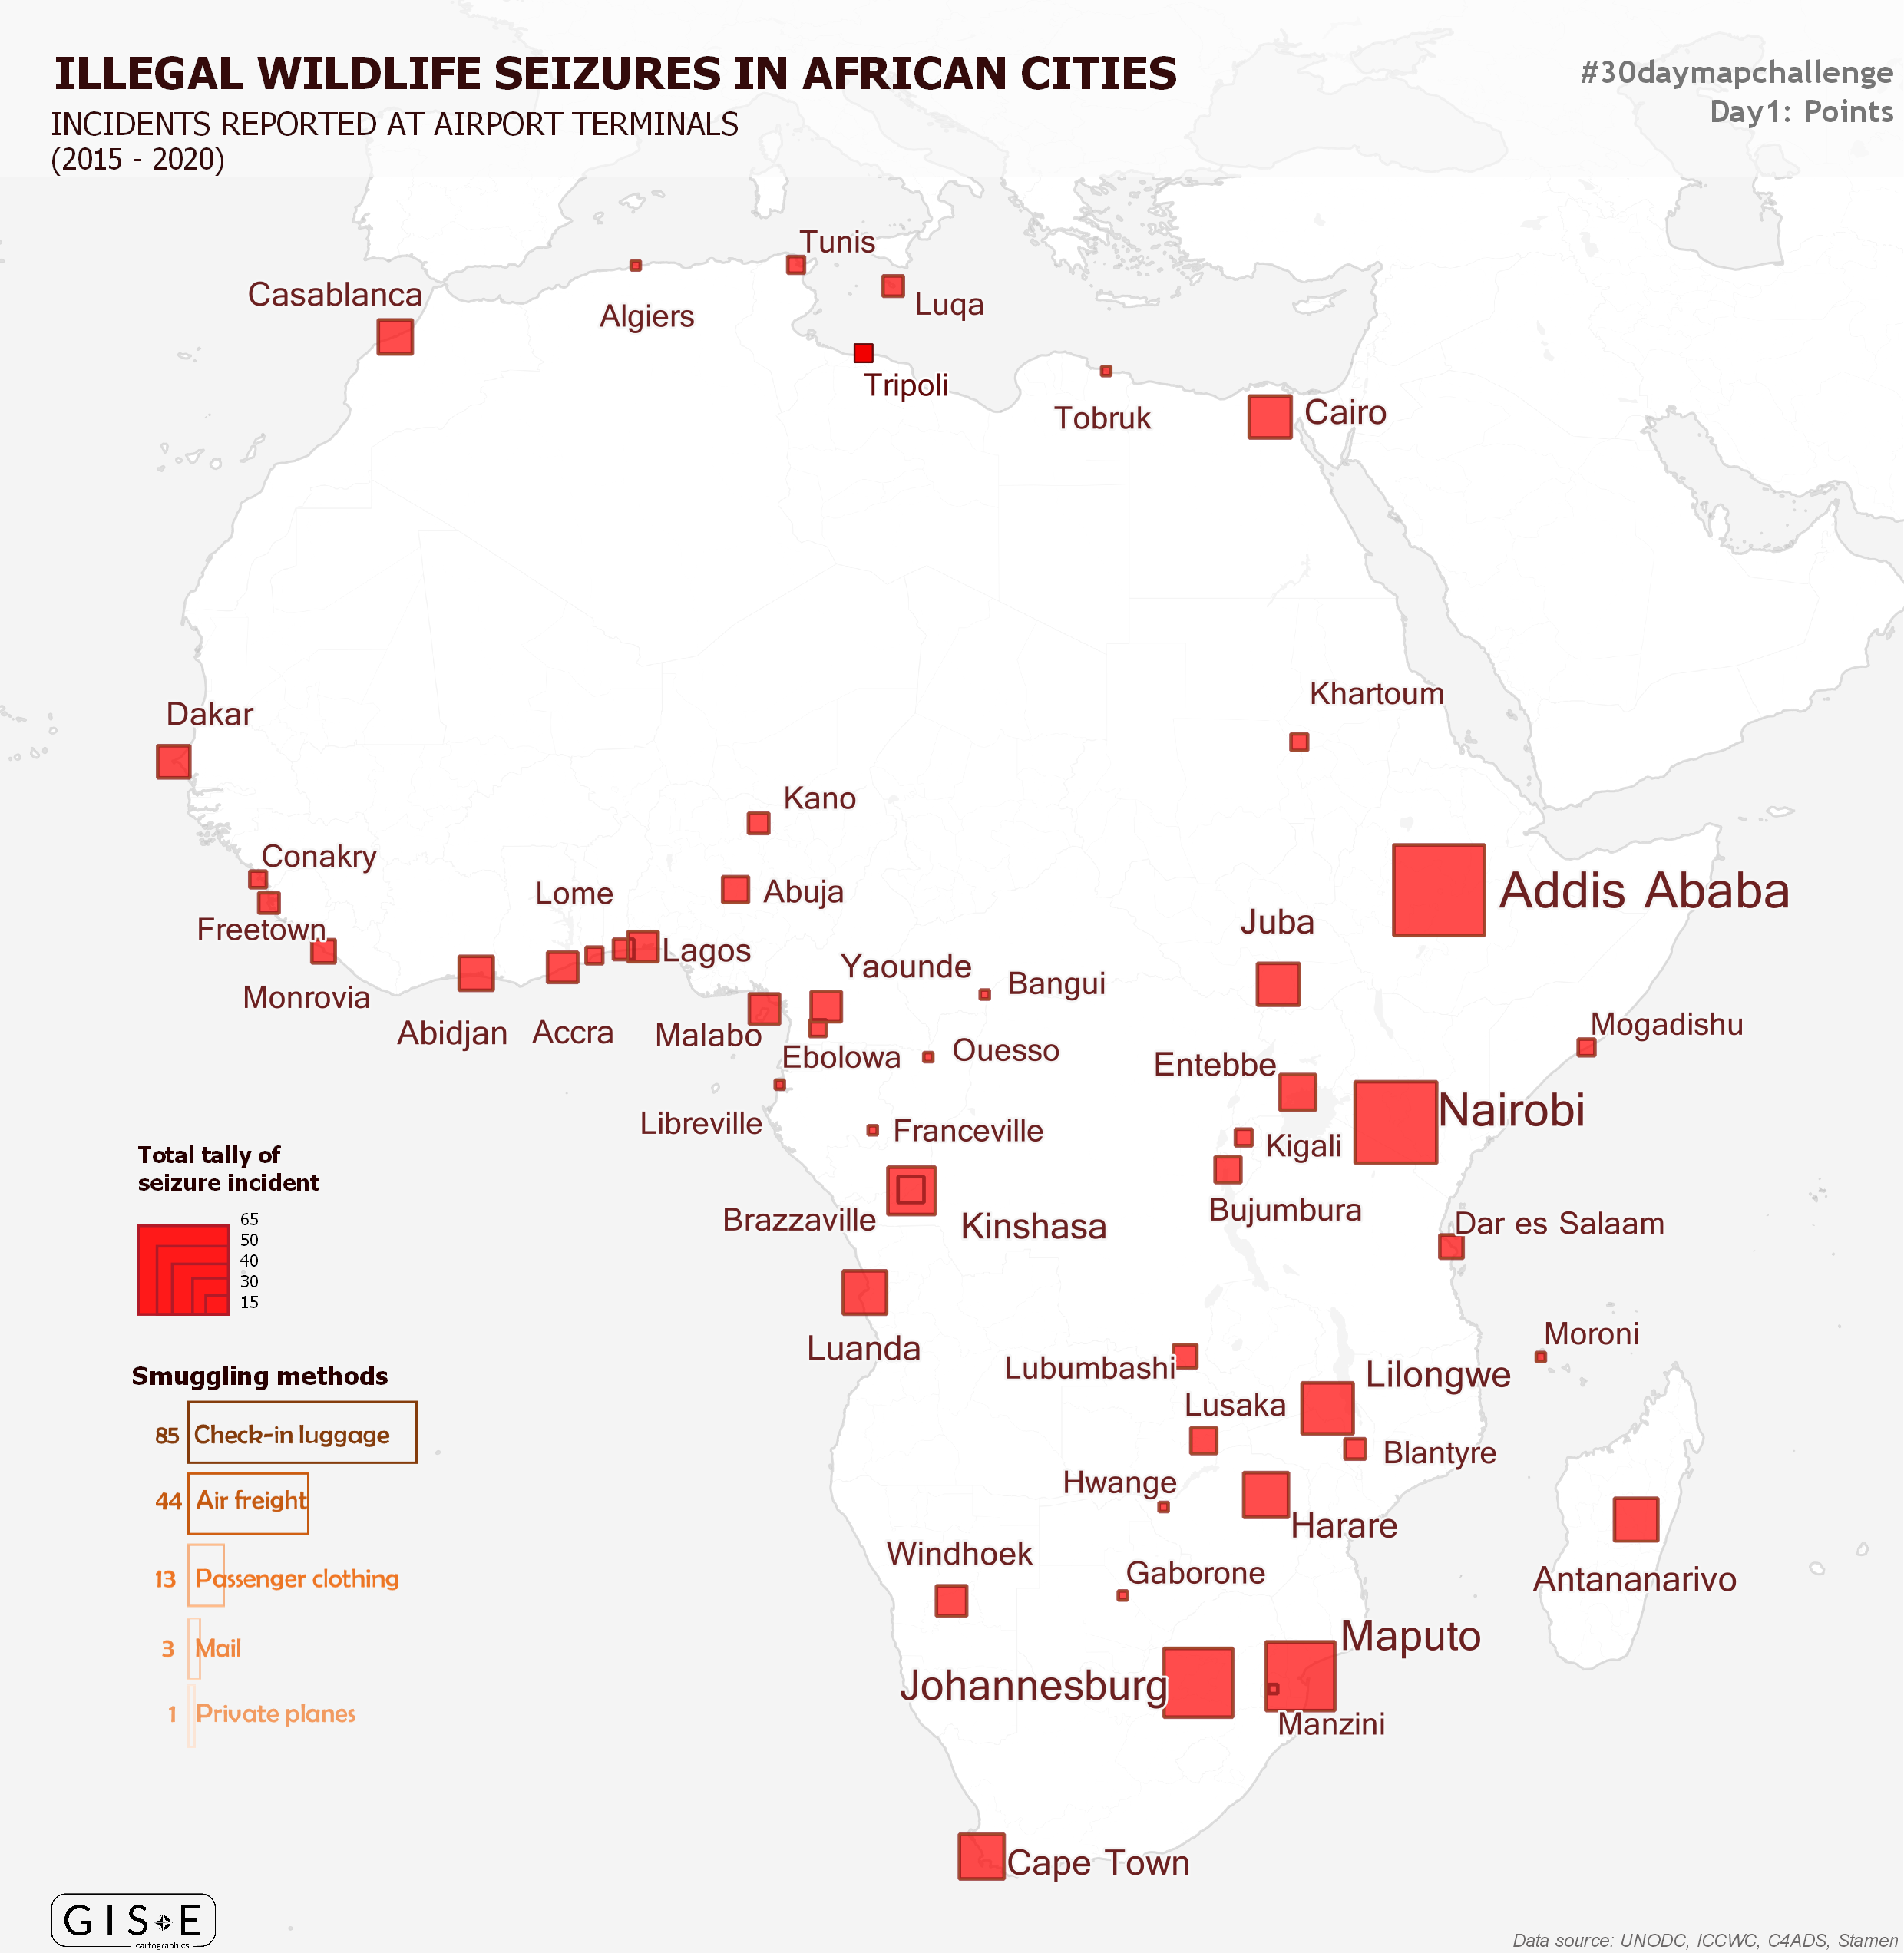 ILLEGAL WILDLIFE SEIZURES IN AFRICAN CITIES
INCIDENTS REPORTED AT AIRPORT TERMINALS
(2015 - 2020)
#30daymapchallenge
Day1: Points
Tunis
Casablanca
Luqa
Algiers
Tripoli
Tobruk
Cairo
Khartoum
Dakar
Kano
Conakry
Lome
Abuja
Addis Ababa
Freetown
Juba
Lagos
Yaounde
Bangui
Monrovia
Mogadishu
Abidjan
Accra
Malabo
Ebolowa
Ouesso
Entebbe
Libreville
Franceville
Nairobi
Kigali
Brazzaville
Kinshasa
Bujumbura
Dar es Salaam
Luanda
Moroni
Lubumbashi
Lilongwe
Lusaka
Blantyre
Hwange
Harare
Windhoek
Gaborone
Antananarivo
Maputo
Johannesburg
Manzini
Cape Town
Total tally of
seizure incident
65
50
40
30
15
Smuggling methods
85 Check-in luggage
44 Air freight
13 Passenger clothing
3 Mail
1 Private planes
GIS E
cartographics
Data source: UNODC, ICCWC, C4ADS, Stamen